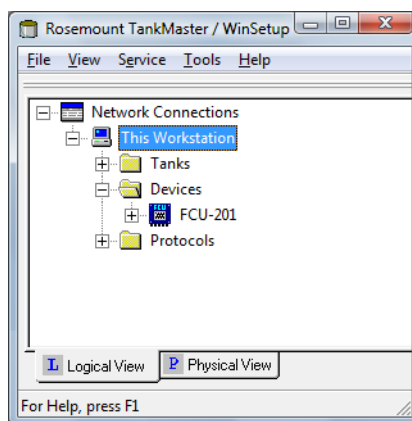 Rosemount TankMaster / WinSetup
File View Service Tools Help
Network Connections
This Workstation
Tanks
Devices
FCU FCU-201
Protocols
L Logical View P Physical View
For Help, press F1